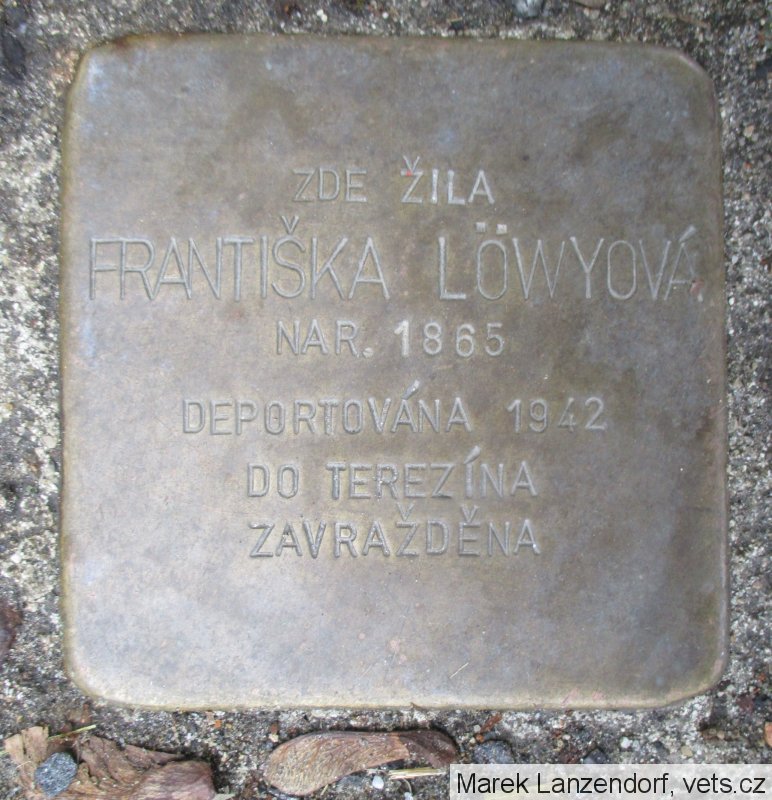 ZDE ŽILA
FRANTIŠKA LÖWYOVÁ
NAR. 1865
DEPORTOVÁNA 1942
DO TEREZÍNA
ZAVRAŽDĚNA
Marek Lanzendorf, vets.cz